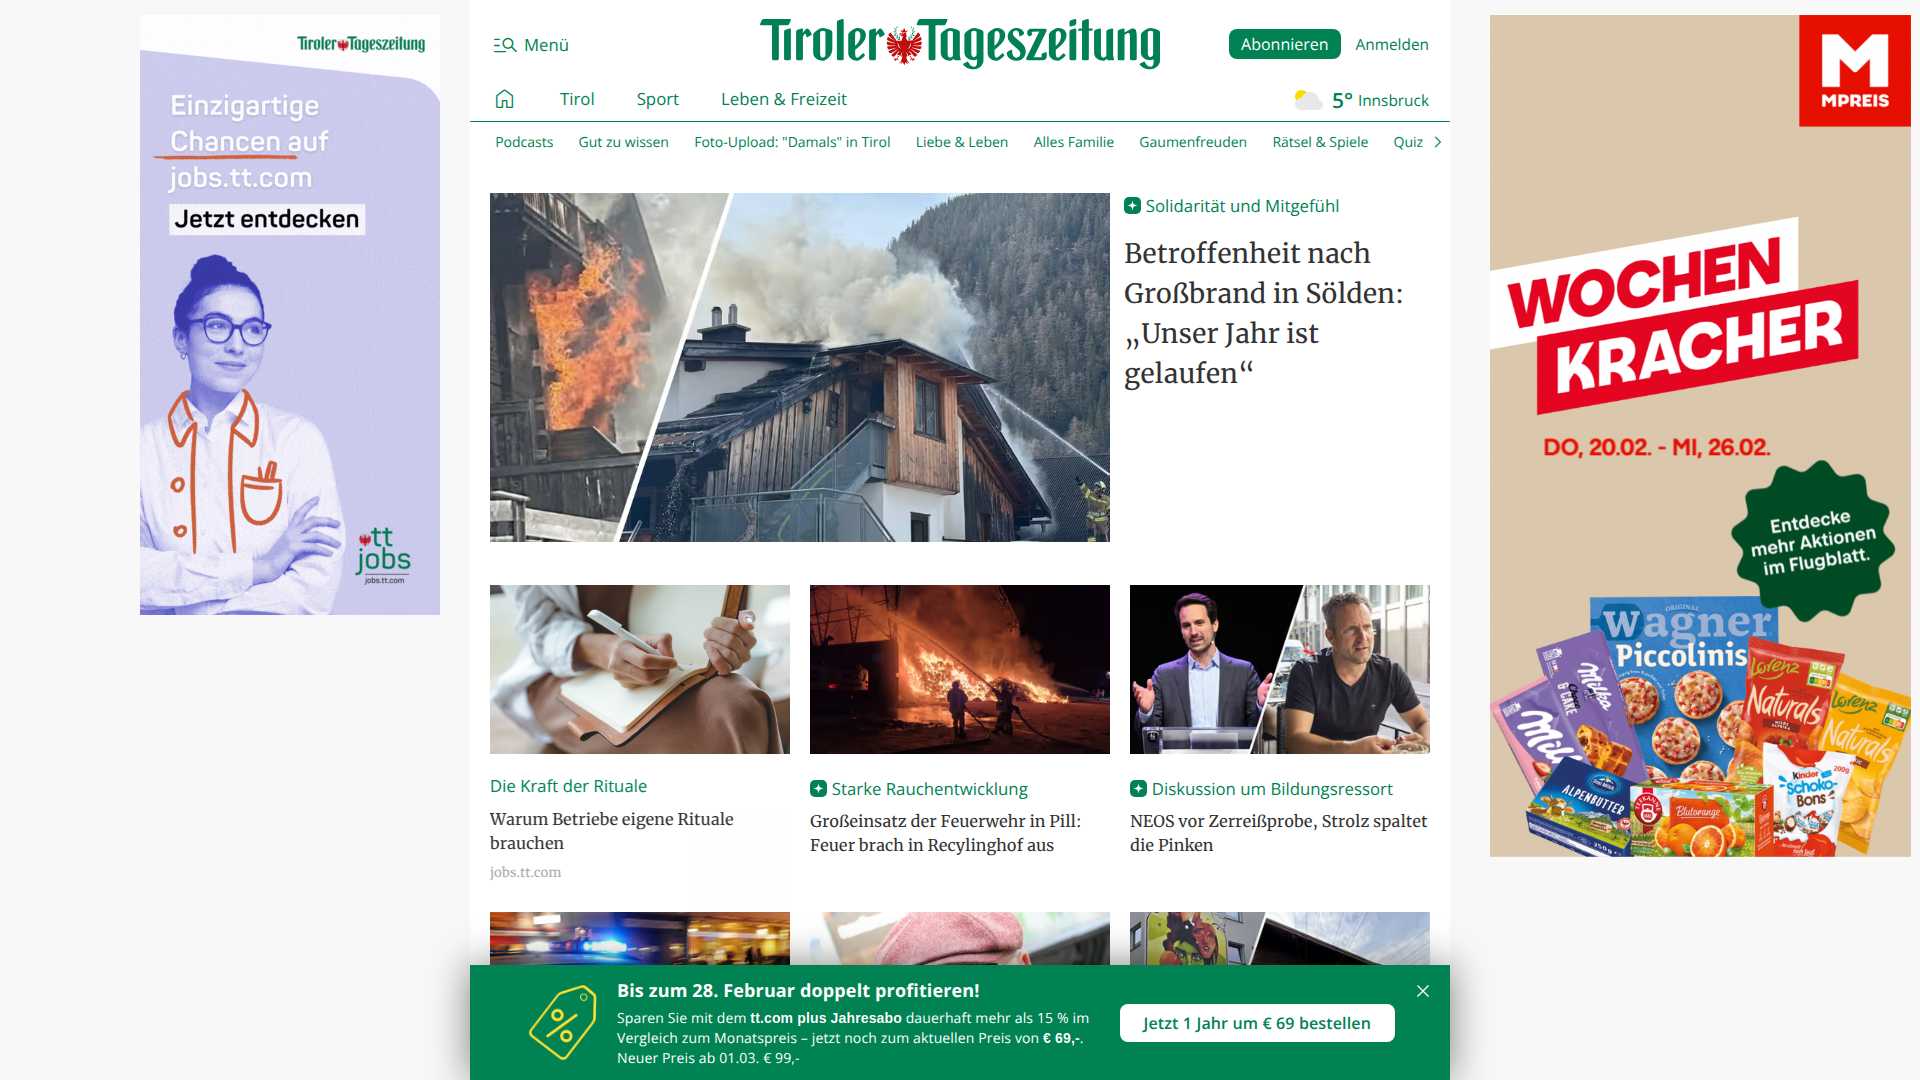 Tiroler Tageszeitung
Einzigartige
Chancen auf
jobs.tt.com
Jetzt entdecken
tt
jobs
jobs.tt.com
Menü
Tiroler Tageszeitung
Abonnieren
Anmelden
Tirol
Sport
Leben & Freizeit
5° Innsbruck
Podcasts
Gut zu wissen
Foto-Upload: "Damals" in Tirol
Liebe & Leben
Alles Familie
Gaumenfreuden
Rätsel & Spiele
Quiz
Solidarität und Mitgefühl
Betroffenheit nach
Großbrand in Sölden:
„Unser Jahr ist
gelaufen“
Die Kraft der Rituale
Warum Betriebe eigene Rituale
brauchen
jobs.tt.com
Starke Rauchentwicklung
Großeinsatz der Feuerwehr in Pill:
Feuer brach in Recylinghof aus
Diskussion um Bildungsressort
NEOS vor Zerreißprobe, Strolz spaltet
die Pinken
Bis zum 28. Februar doppelt profitieren!
Sparen Sie mit dem tt.com plus Jahresabo dauerhaft mehr als 15 % im
Vergleich zum Monatspreis – jetzt noch zum aktuellen Preis von € 69,-.
Neuer Preis ab 01.03. € 99,-
Jetzt 1 Jahr um € 69 bestellen
M
MPREIS
WOCHEN
KRACHER
DO, 20.02. - MI, 26.02.
Entdecke
mehr Aktionen
im Flugblatt.
ORIGINAL
Wagner
Piccolinis
Milka
& CAKE
Mil
Lorenz
Naturals
Lorenz
Naturals
ALPENBUTTER
250g
TEEKANNE
Blutorange
Kinder
Schoko-
Bons
200g